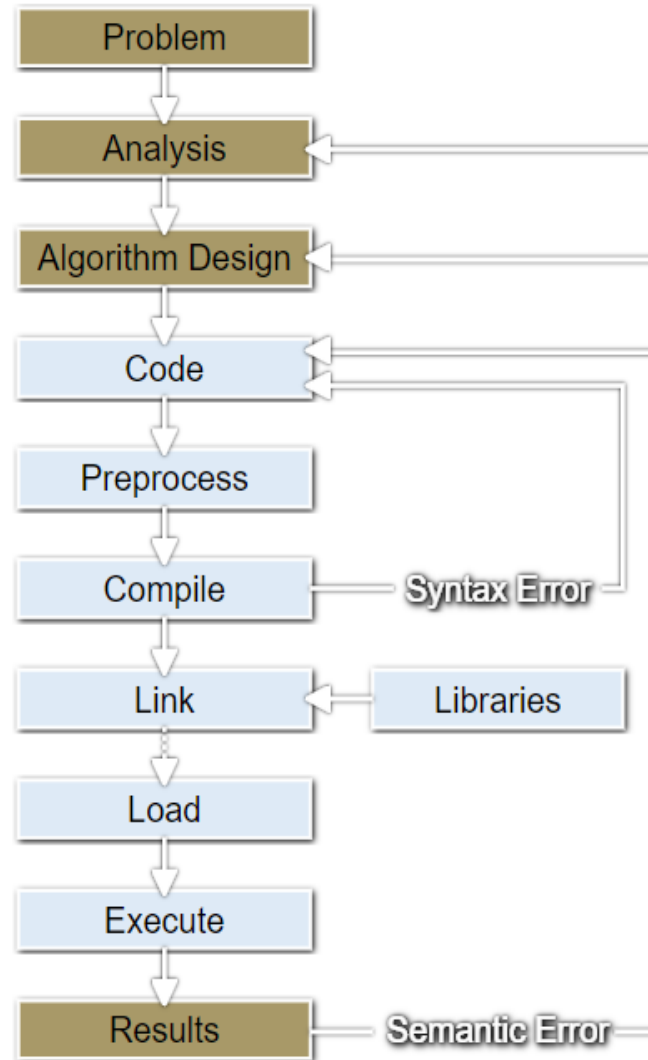 Problem
Analysis
Algorithm Design
Code
Preprocess
Compile
Syntax Error
Link
Libraries
Load
Execute
Results
Semantic Error